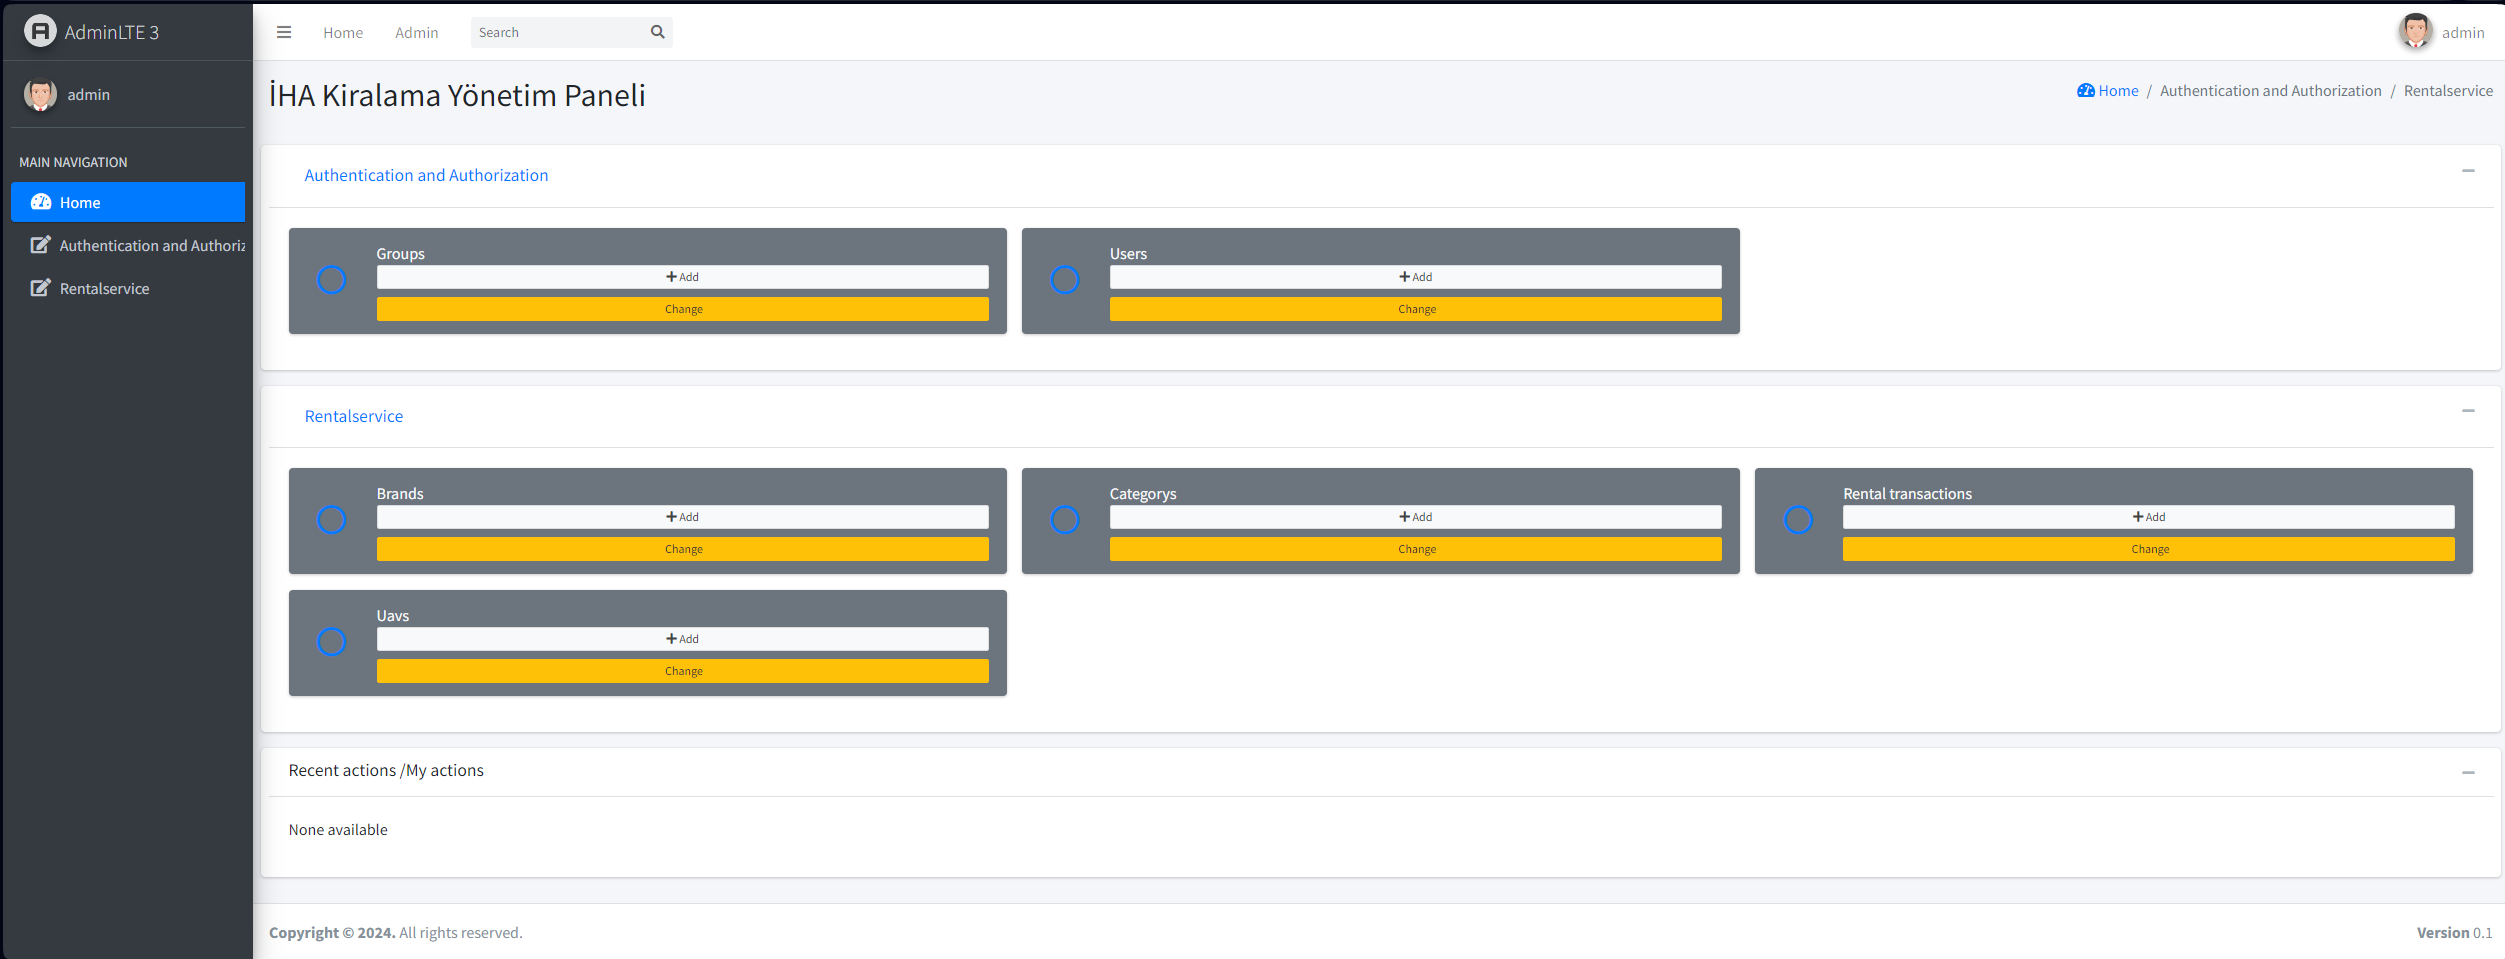 AdminLTE 3
admin
MAIN NAVIGATION
Home
Authentication and Authoriz
Rentalservice
Home Admin Search admin
İHA Kiralama Yönetim Paneli
Home / Authentication and Authorization / Rentalservice
Authentication and Authorization
Groups
Add
Change
Users
Add
Change
Rentalservice
Brands
Add
Change
Categorys
Add
Change
Rental transactions
Add
Change
Uavs
Add
Change
Recent actions /My actions
None available
Copyright © 2024. All rights reserved.
Version 0.1